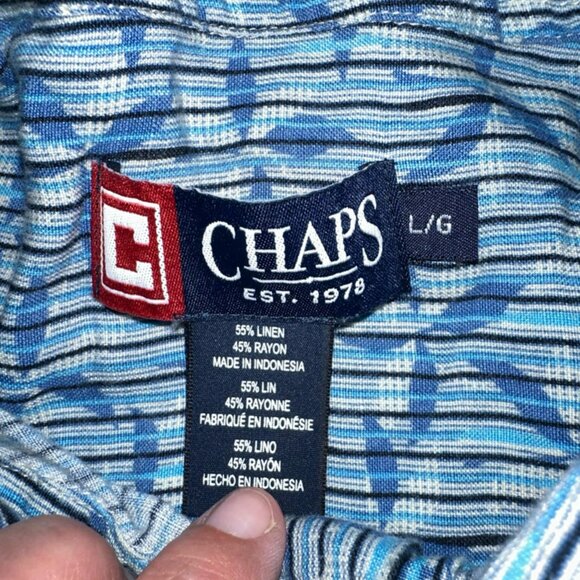 C
CHAPS
EST. 1978
L/G
55% LINEN
45% RAYON
MADE IN INDONESIA
55% LIN
45% RAYONNE
FABRIQUÉ EN INDONÉSIE
55% LINO
45% RAYÓN
HECHO EN INDONESIA